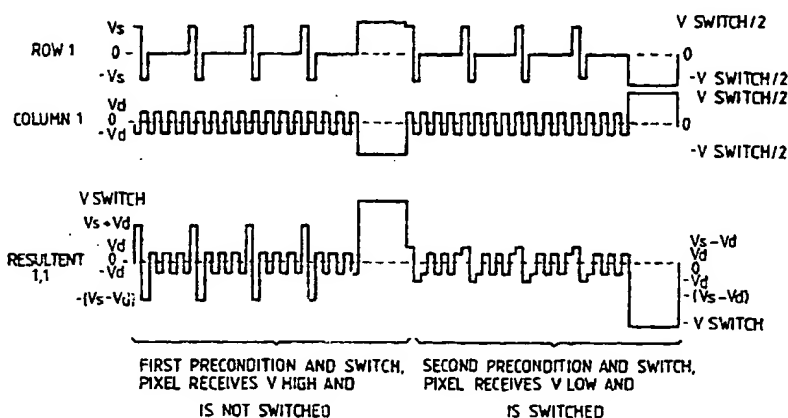 Vs
V SWITCH/2
ROW 1
0
0
-Vs
-V SWITCH/2
V SWITCH/2
Vd
COLUMN 1
0
0
-Vd
-V SWITCH/2
V SWITCH
Vs+Vd
Vs-Vd
Vd
Vd
RESULTENT
0
0
1,1
-Vd
-Vd
-(Vs-Vd)
-(Vs-Vd)
- V SWITCH
FIRST PRECONDITION AND SWITCH,
PIXEL RECEIVES V HIGH AND
IS NOT SWITCHED
SECOND PRECONDITION AND SWITCH,
PIXEL RECEIVES V LOW AND
IS SWITCHED